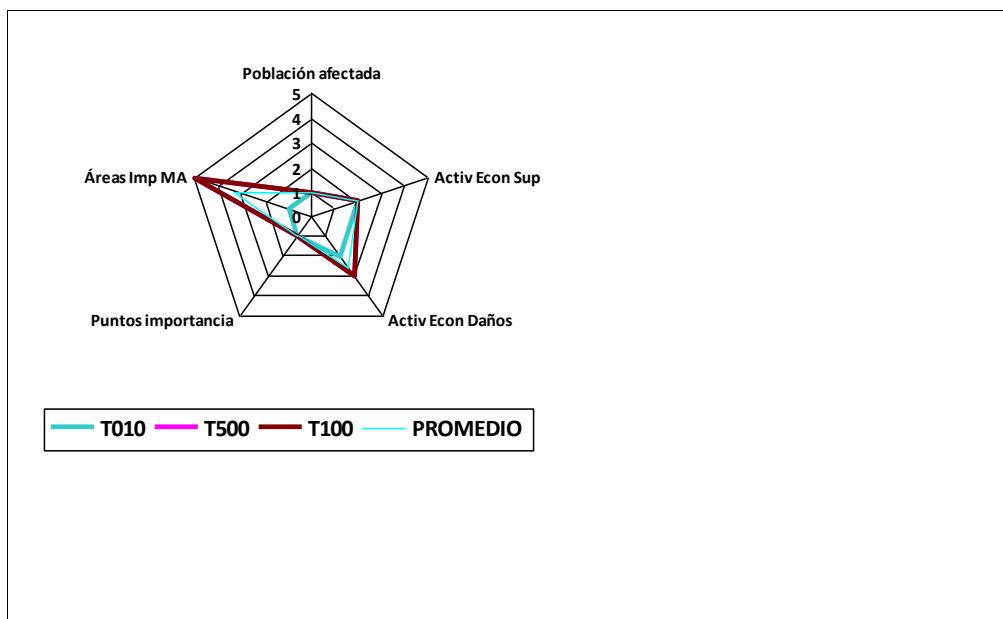 Población afectada
5
4
3
2
1
0
Áreas Imp MA
Activ Econ Sup
Puntos importancia
Activ Econ Daños
T010 T500 T100 PROMEDIO